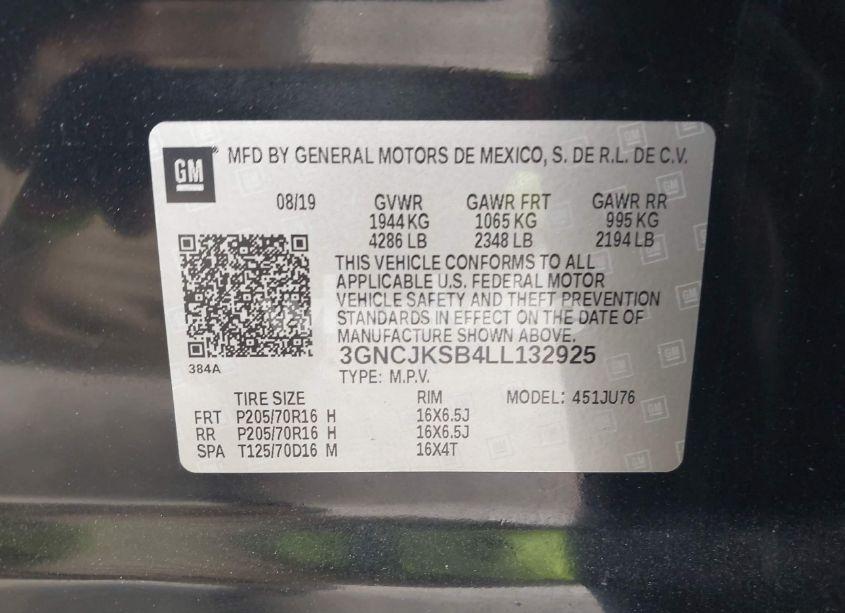 GM MFD BY GENERAL MOTORS DE MEXICO, S. DE R.L. DE C.V.
08/19 GVWR GAWR FRT GAWR RR
1944 KG 1065 KG 995 KG
4286 LB 2348 LB 2194 LB
THIS VEHICLE CONFORMS TO ALL
APPLICABLE U.S. FEDERAL MOTOR
VEHICLE SAFETY AND THEFT PREVENTION
STANDARDS IN EFFECT ON THE DATE OF
MANUFACTURE SHOWN ABOVE.
3GNCJKSB4LL132925
384A
TYPE: M.P.V.
TIRE SIZE RIM MODEL: 451JU76
FRT P205/70R16 H 16X6.5J
RR P205/70R16 H 16X6.5J
SPA T125/70D16 M 16X4T